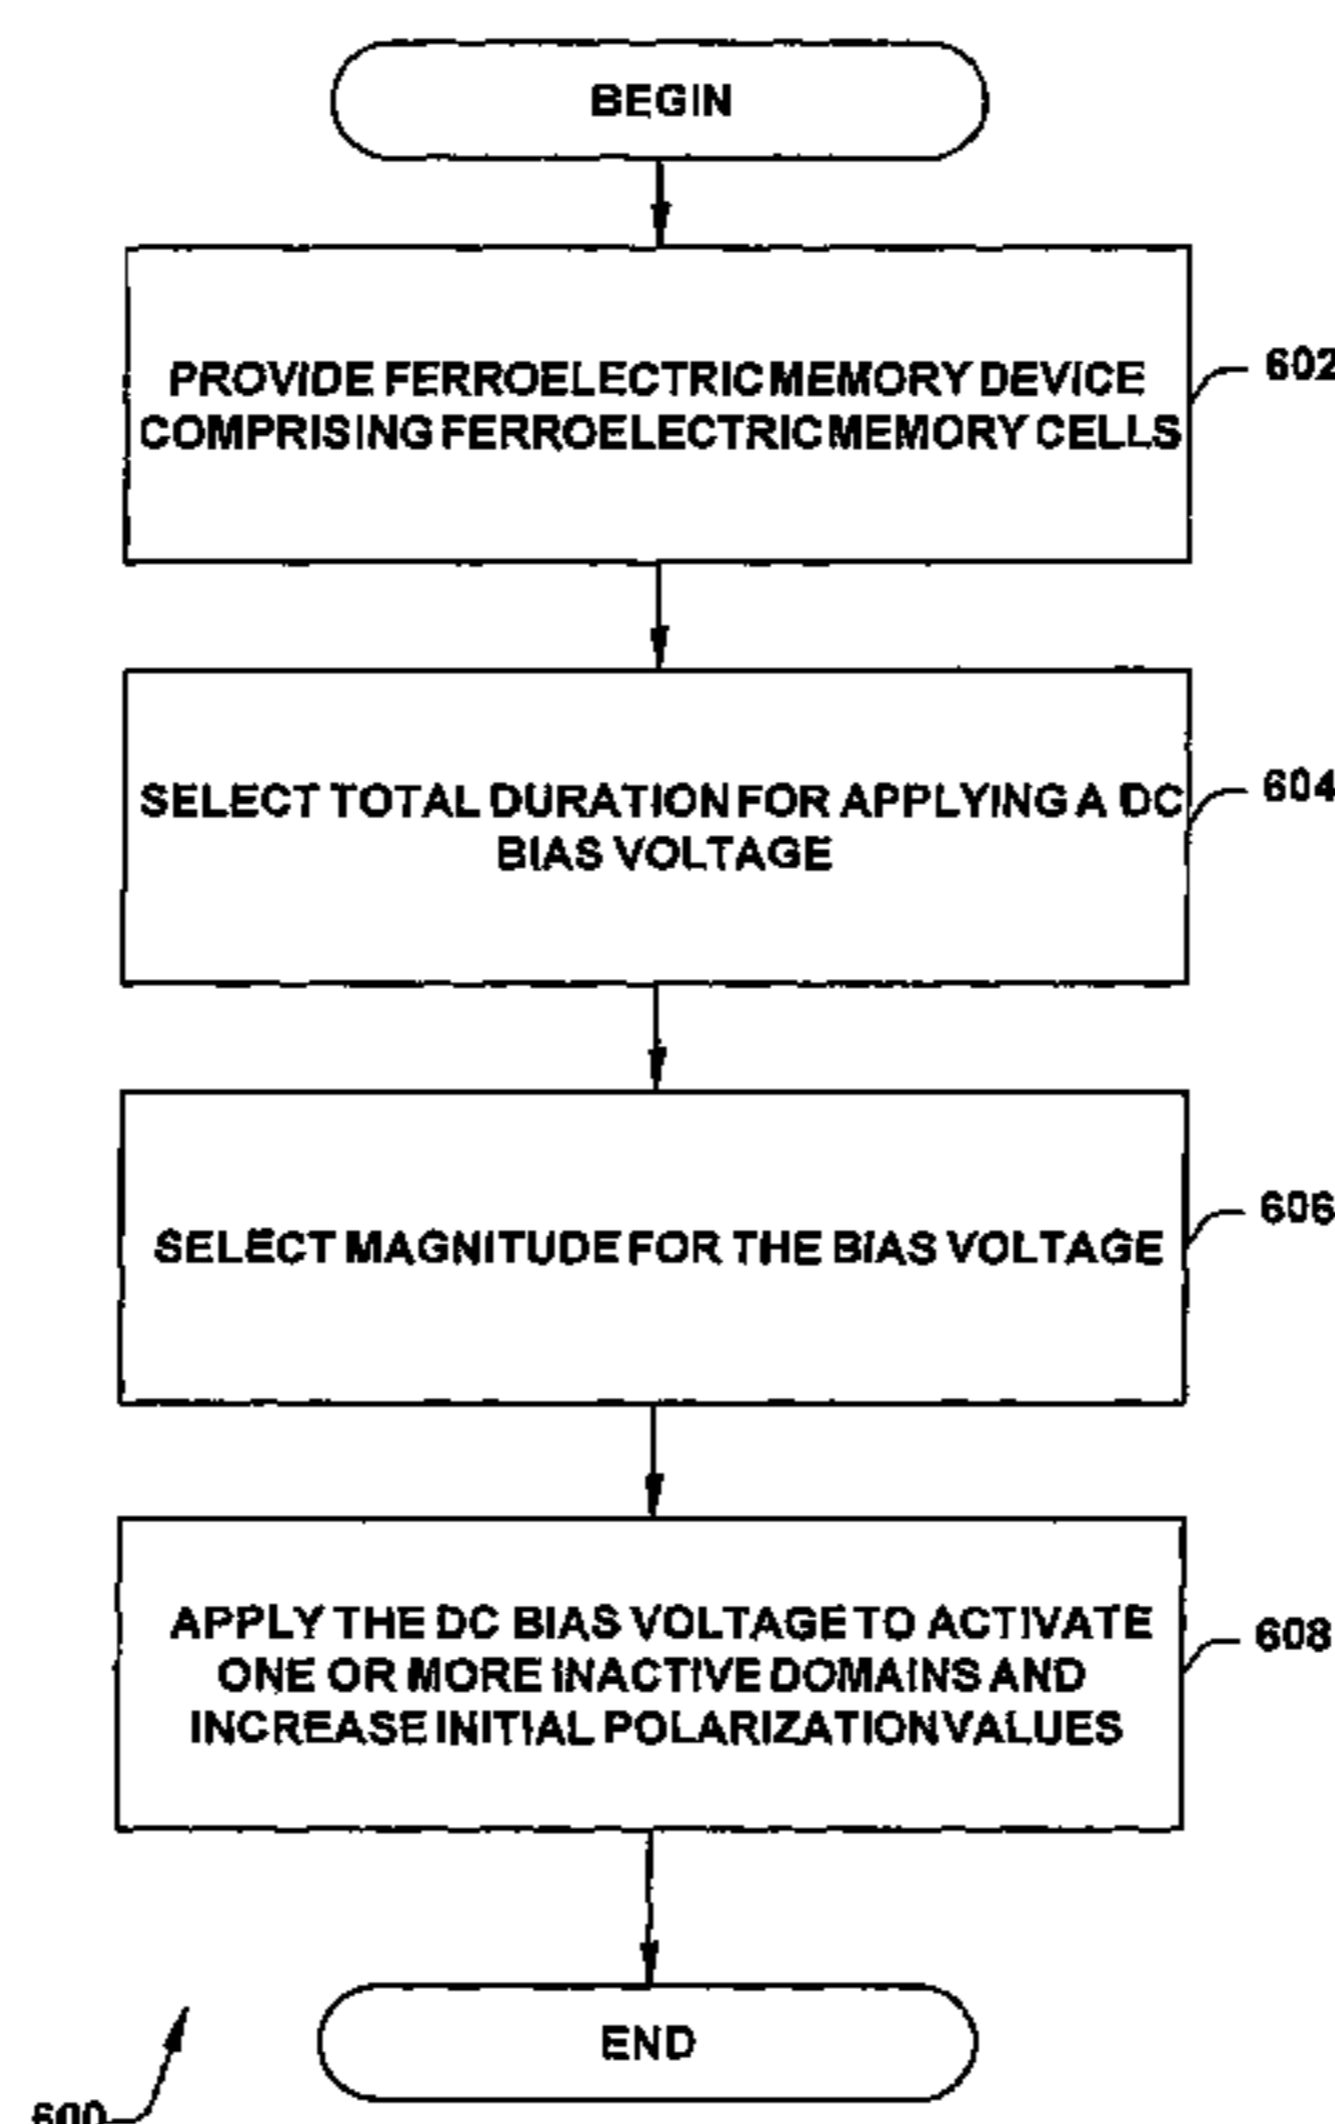 BEGIN
PROVIDE FERROELECTRIC MEMORY DEVICE
COMPRISING FERROELECTRIC MEMORY CELLS
602
SELECT TOTAL DURATION FOR APPLYING A DC
BIAS VOLTAGE
604
SELECT MAGNITUDE FOR THE BIAS VOLTAGE
606
APPLY THE DC BIAS VOLTAGE TO ACTIVATE
ONE OR MORE INACTIVE DOMAINS AND
INCREASE INITIAL POLARIZATION VALUES
608
END
600